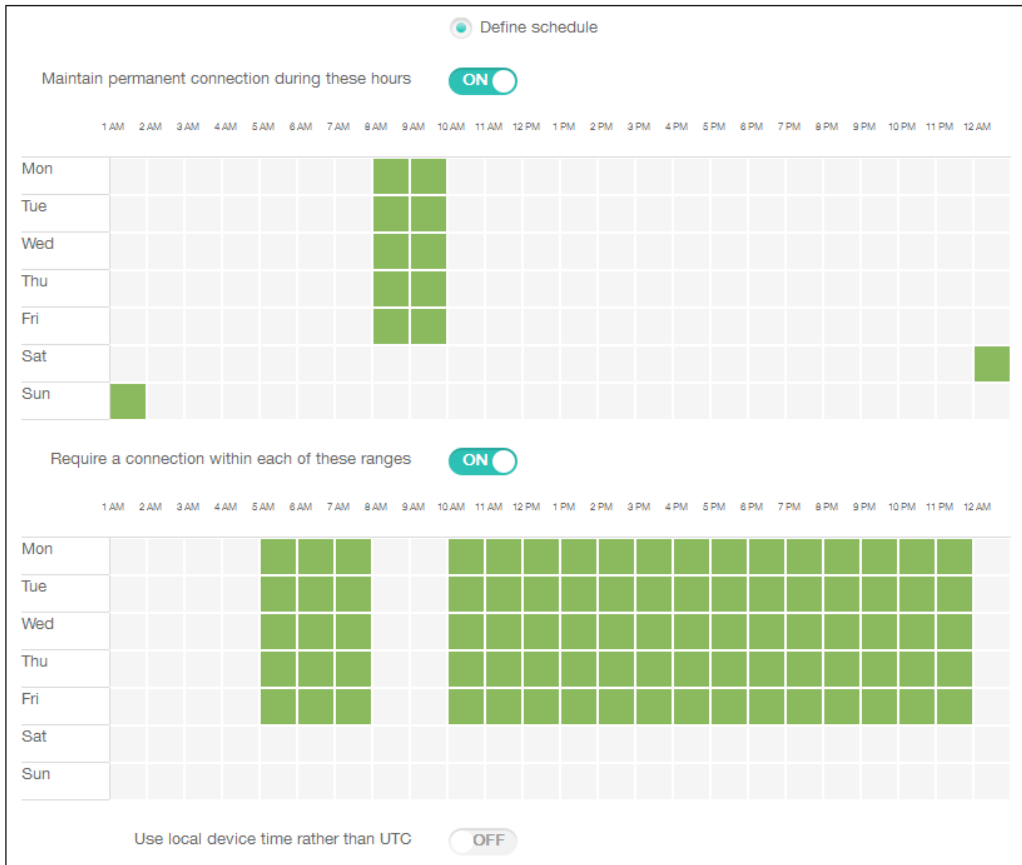 Define schedule
Maintain permanent connection during these hours ON
1 AM 2 AM 3 AM 4 AM 5 AM 6 AM 7 AM 8 AM 9 AM 10 AM 11 AM 12 PM 1 PM 2 PM 3 PM 4 PM 5 PM 6 PM 7 PM 8 PM 9 PM 10 PM 11 PM 12 AM
Mon
Tue
Wed
Thu
Fri
Sat
Sun
Require a connection within each of these ranges ON
1 AM 2 AM 3 AM 4 AM 5 AM 6 AM 7 AM 8 AM 9 AM 10 AM 11 AM 12 PM 1 PM 2 PM 3 PM 4 PM 5 PM 6 PM 7 PM 8 PM 9 PM 10 PM 11 PM 12 AM
Mon
Tue
Wed
Thu
Fri
Sat
Sun
Use local device time rather than UTC OFF